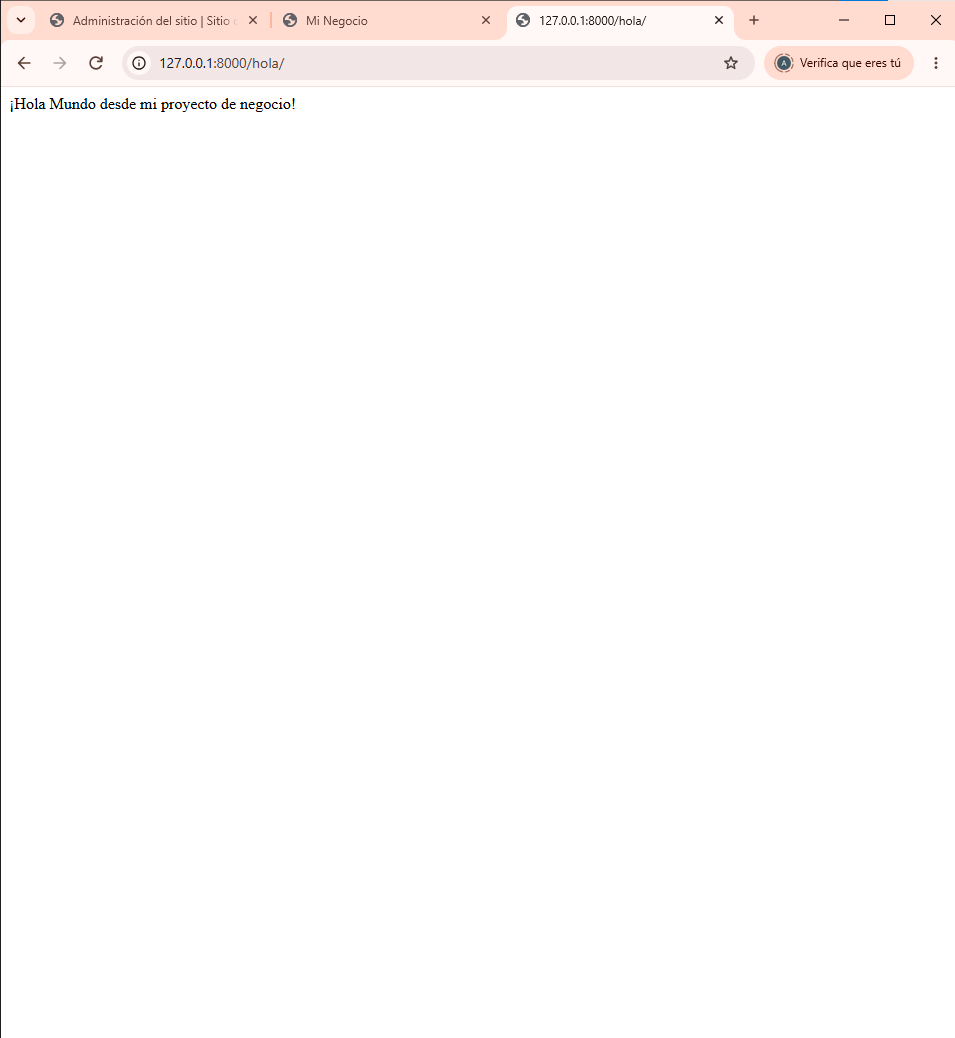 Administración del sitio | Sitio
Mi Negocio
127.0.0.1:8000/hola/
127.0.0.1:8000/hola/
A
Verifica que eres tú
¡Hola Mundo desde mi proyecto de negocio!